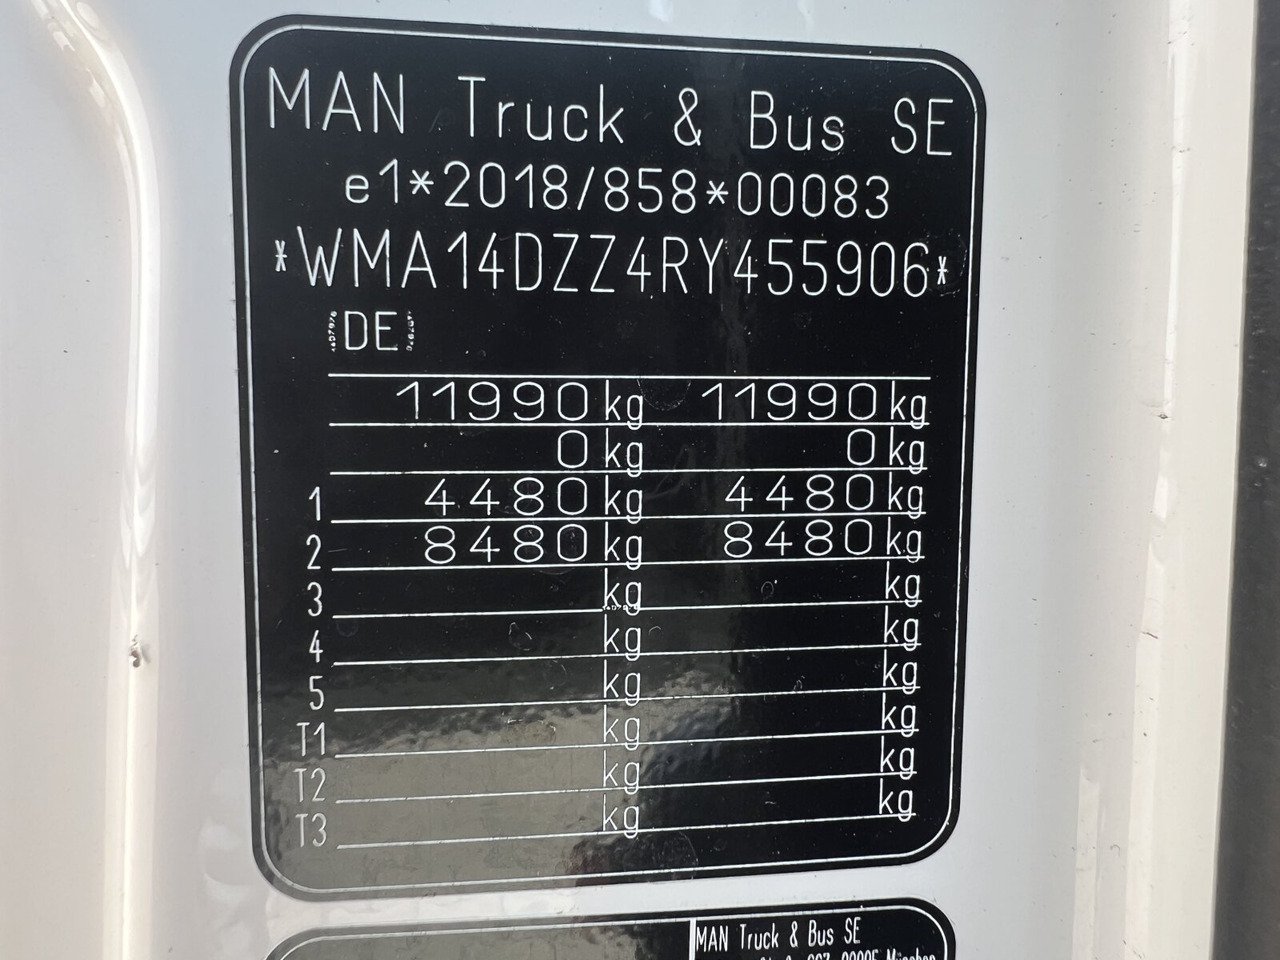 MAN Truck & Bus SE
e1*2018/858*00083
*WMA14DZZ4RY455906*
DE
11990 kg 11990 kg
0 kg 0 kg
1 4480 kg 4480 kg
2 8480 kg 8480 kg
3 kg kg
4 kg kg
5 kg kg
T1 kg kg
T2 kg kg
T3 kg kg
MAN Truck & Bus SE